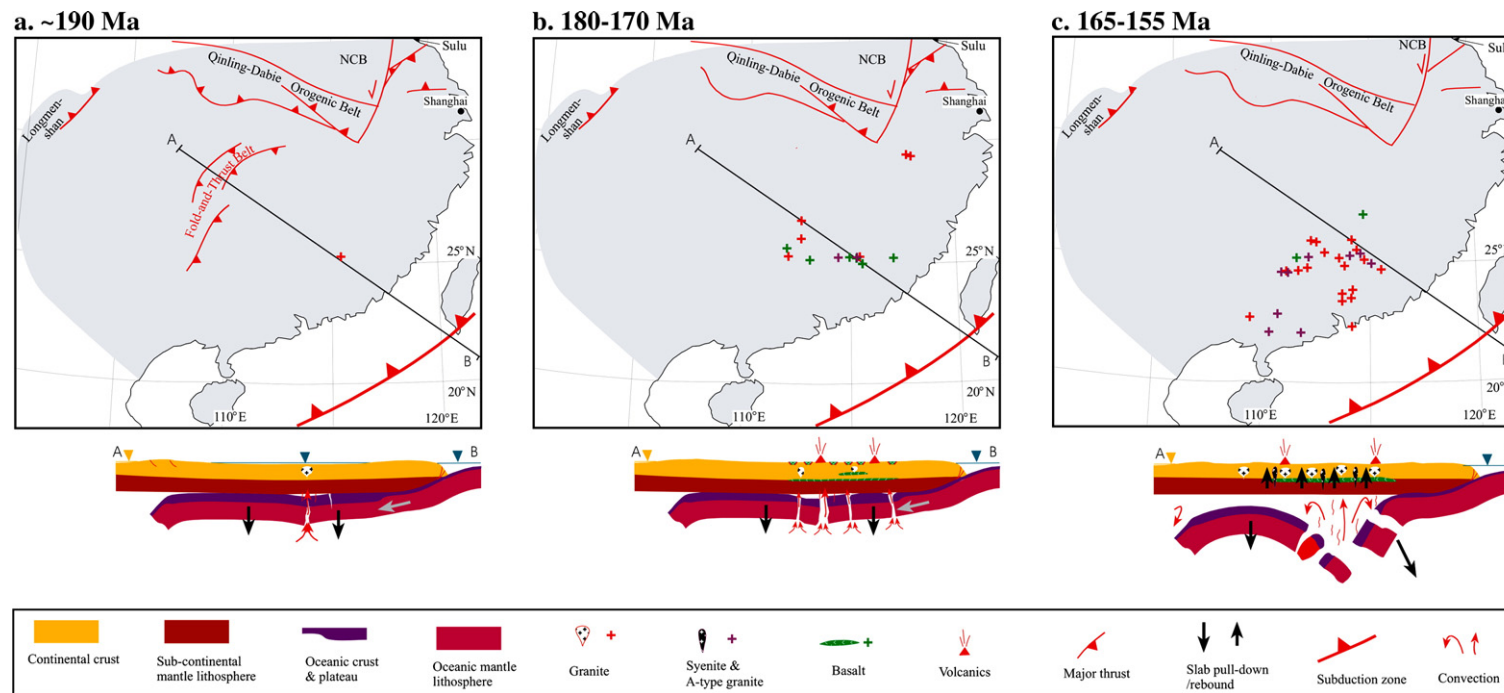 a. ~190 Ma
NCB
Sulu
Qinling-Dabie
Orogenic Belt
Shanghai
Longmen-
shan
A
Fold-and-Thrust Belt
25°N
B
20°N
110°E
120°E
A
B
b. 180-170 Ma
NCB
Sulu
Qinling-Dabie
Orogenic Belt
Shanghai
Longmen-
shan
A
25°N
B
20°N
110°E
120°E
A
B
c. 165-155 Ma
NCB
Sulu
Qinling-Dabie
Orogenic Belt
Shanghai
Longmen-
shan
A
25°N
20°
110°E
120°E
A
Continental crust
Sub-continental
mantle lithosphere
Oceanic crust
& plateau
Oceanic mantle
lithosphere
Granite
Syenite &
A-type granite
Basalt
Volcanics
Major thrust
Slab pull-down
/rebound
Subduction zone
Convection